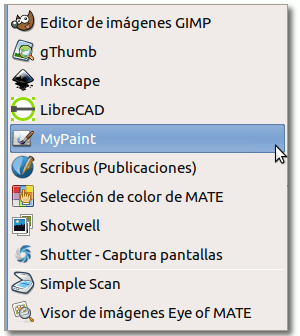 Editor de imágenes GIMP
gThumb
Inkscape
LibreCAD
MyPaint
Scribus (Publicaciones)
Selección de color de MATE
Shotwell
Shutter - Captura pantallas
Simple Scan
Visor de imágenes Eye of MATE